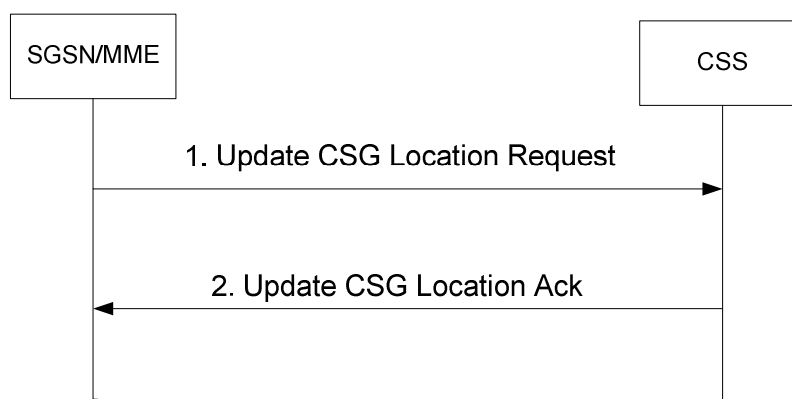 SGSN/MME
CSS
1. Update CSG Location Request
2. Update CSG Location Ack